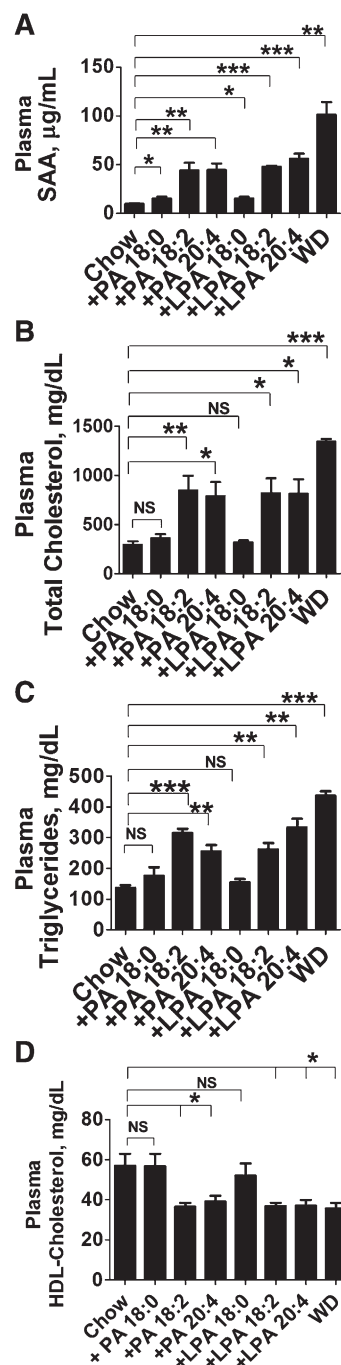 A
**
***
***
*
**
**
*
Plasma
SAA, µg/mL
150
100
50
0
Chow
+PA 18:0
+PA 18:2
+PA 20:4
+LPA 18:0
+LPA 18:2
+LPA 20:4
WD
B
***
*
*
NS
**
*
NS
Plasma
Total Cholesterol, mg/dL
1500
1000
500
0
Chow
+PA 18:0
+PA 18:2
+PA 20:4
+LPA 18:0
+LPA 18:2
+LPA 20:4
WD
C
***
**
**
NS
***
**
NS
Plasma
Triglycerides, mg/dL
500
400
300
200
100
0
Chow
+PA 18:0
+PA 18:2
+PA 20:4
+LPA 18:0
+LPA 18:2
+LPA 20:4
WD
D
*
NS
*
NS
Plasma
HDL-Cholesterol, mg/dL
80
60
40
20
0
Chow
+ PA 18:0
+PA 18:2
+PA 20:4
+LPA 18:0
+LPA 18:2
+LPA 20:4
WD